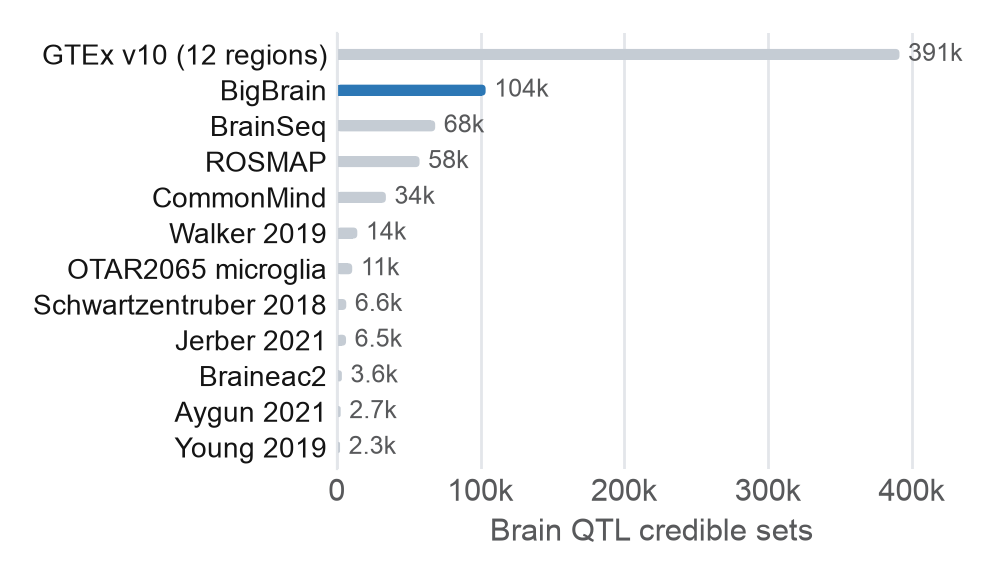 GTEx v10 (12 regions) 391k
BigBrain 104k
BrainSeq 68k
ROSMAP 58k
CommonMind 34k
Walker 2019 14k
OTAR2065 microglia 11k
Schwartzentruber 2018 6.6k
Jerber 2021 6.5k
Braineac2 3.6k
Aygun 2021 2.7k
Young 2019 2.3k
0 100k 200k 300k 400k
Brain QTL credible sets